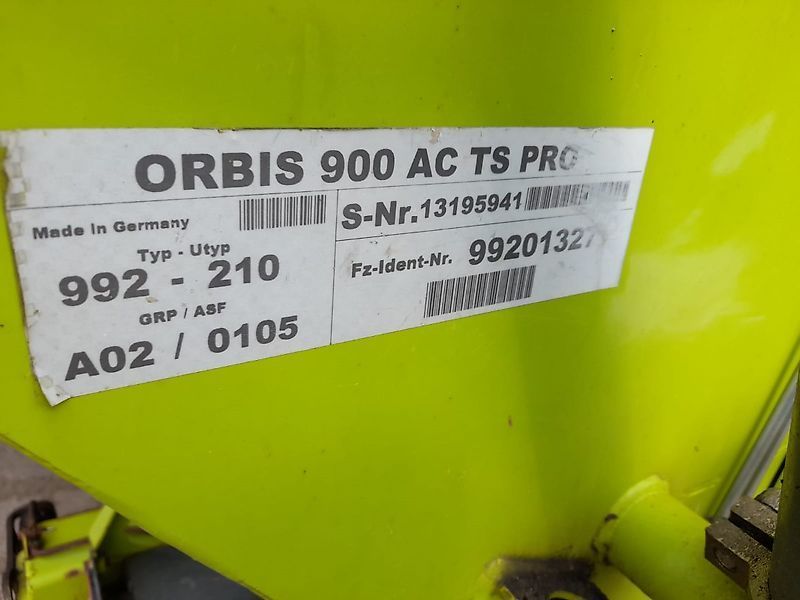 ORBIS 900 AC TS PRO
Made In Germany
Typ - Utyp
992 - 210
GRP / ASF
A02 / 0105
S-Nr.13195941
Fz-Ident-Nr. 99201327